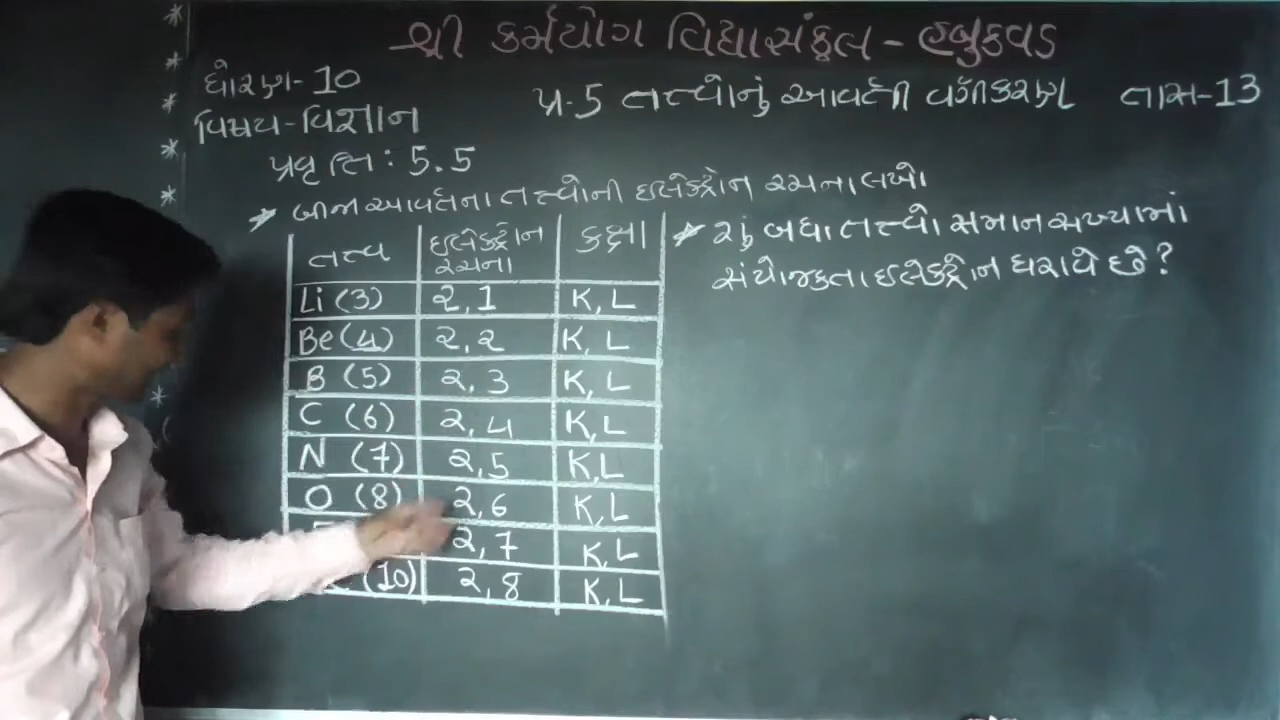 શ્રી કર્મયોગ વિદ્યાસંકુલ - હબુકવડ
ધોરણ-10
પ્ર-5 તત્ત્વોનું આવર્તી વર્ગીકરણ
તાસ-13
વિષય-વિજ્ઞાન
પ્રવૃત્તિ : 5.5
* બીજા આવર્તના તત્ત્વોની ઇલેક્ટ્રોન રચના લખો
તત્ત્વ ઇલેક્ટ્રોન રચના કક્ષા
Li (3) 2,1 K, L
Be (4) 2,2 K, L
B (5) 2,3 K, L
C (6) 2,4 K, L
N (7) 2,5 K, L
O (8) 2,6 K, L
2,7 K, L
(10) 2,8 K, L
* શું બધા તત્ત્વો સમાન સંખ્યામાં
સંયોજકતા ઇલેક્ટ્રોન ધરાવે છે ?